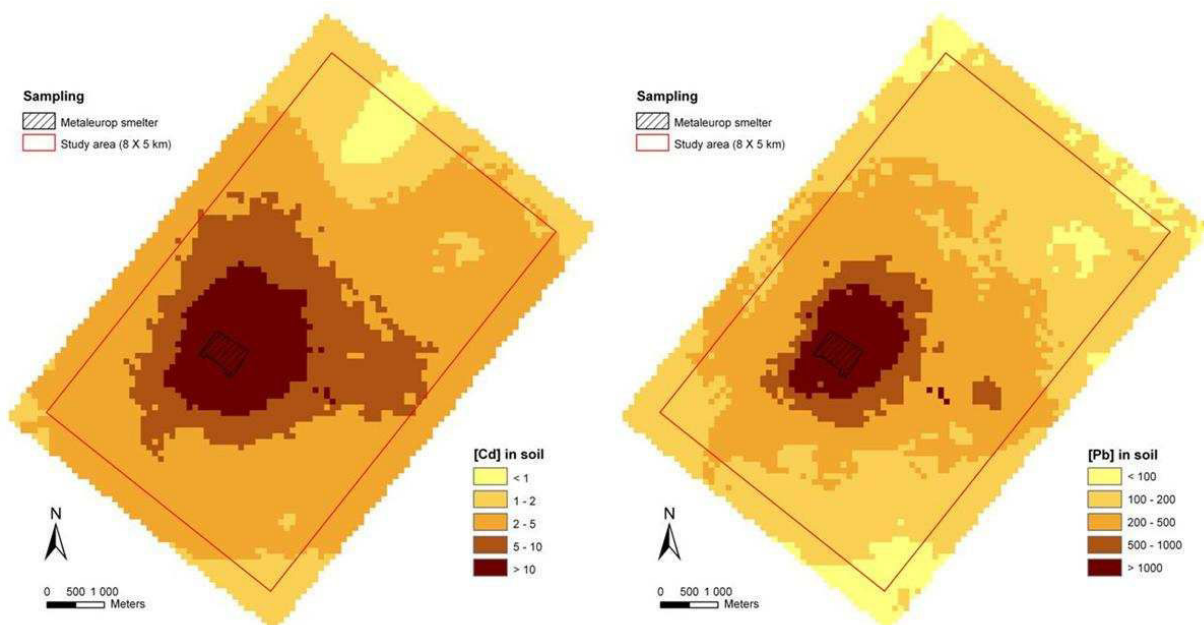 Sampling
Metaleurop smelter
Study area (8 X 5 km)
[Cd] in soil
< 1
1 - 2
2 - 5
5 - 10
> 10
N
0 500 1 000
Meters
Sampling
Metaleurop smelter
Study area (8 X 5 km)
[Pb] in soil
< 100
100 - 200
200 - 500
500 - 1000
> 1000
N
0 500 1 000
Meters